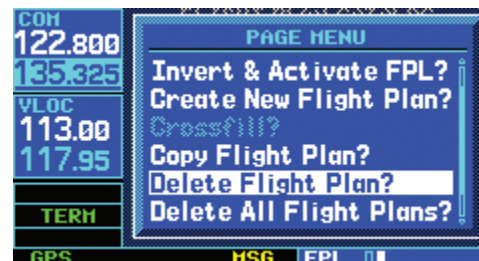 COM
122.800
135.325
VLOC
113.00
117.95
TERM
GPS
PAGE MENU
Invert & Activate FPL?
Create New Flight Plan?
Crossfill?
Copy Flight Plan?
Delete Flight Plan?
Delete All Flight Plans?
MSG
FPL